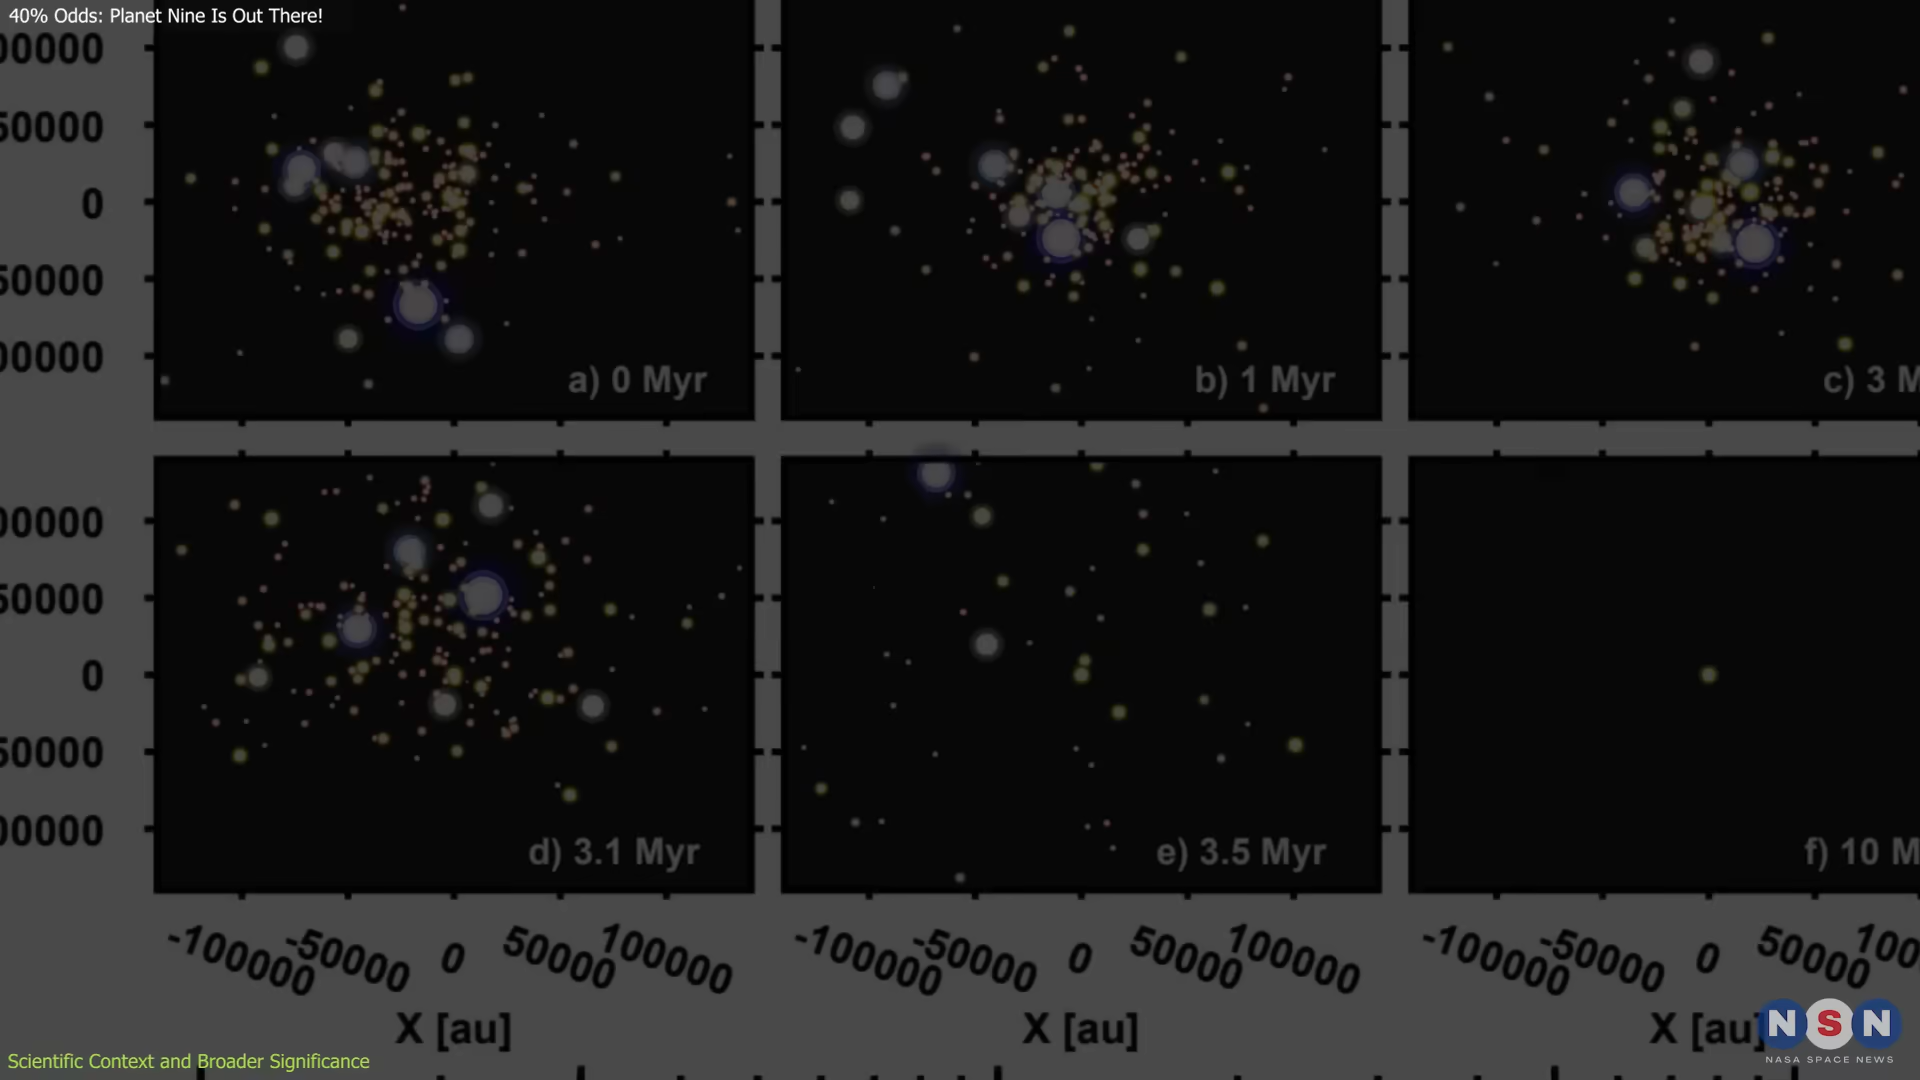 40% Odds: Planet Nine Is Out There!
00000
50000
0
50000
00000
a) 0 Myr
b) 1 Myr
c) 3 M
00000
50000
0
50000
00000
d) 3.1 Myr
e) 3.5 Myr
f) 10 M
-100000 -50000 0 50000 100000
-100000 -50000 0 50000 100000
-100000 -50000 0 50000 100
X [au]
X [au]
X [au]
NSN
NASA SPACE NEWS
Scientific Context and Broader Significance